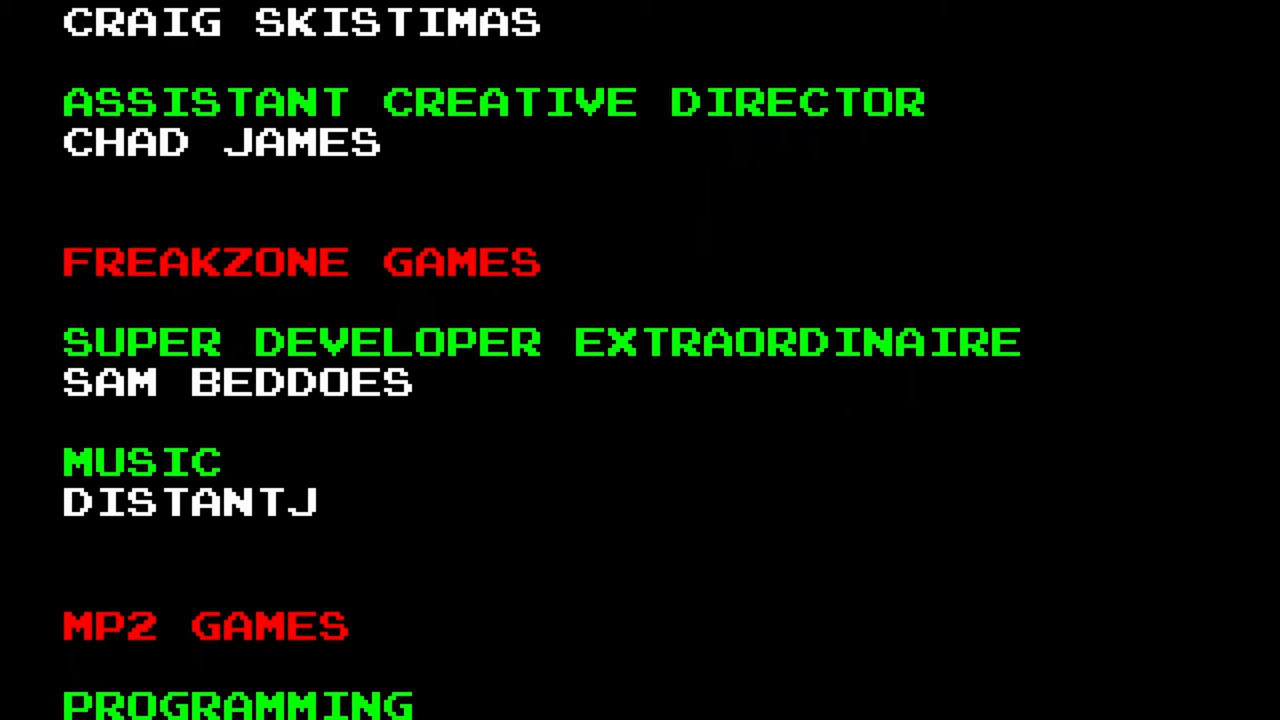 CRAIG SKISTIMAS
ASSISTANT CREATIVE DIRECTOR
CHAD JAMES
FREAKZONE GAMES
SUPER DEVELOPER EXTRAORDINAIRE
SAM BEDDOES
MUSIC
DISTANTJ
MP2 GAMES
PROGRAMMING